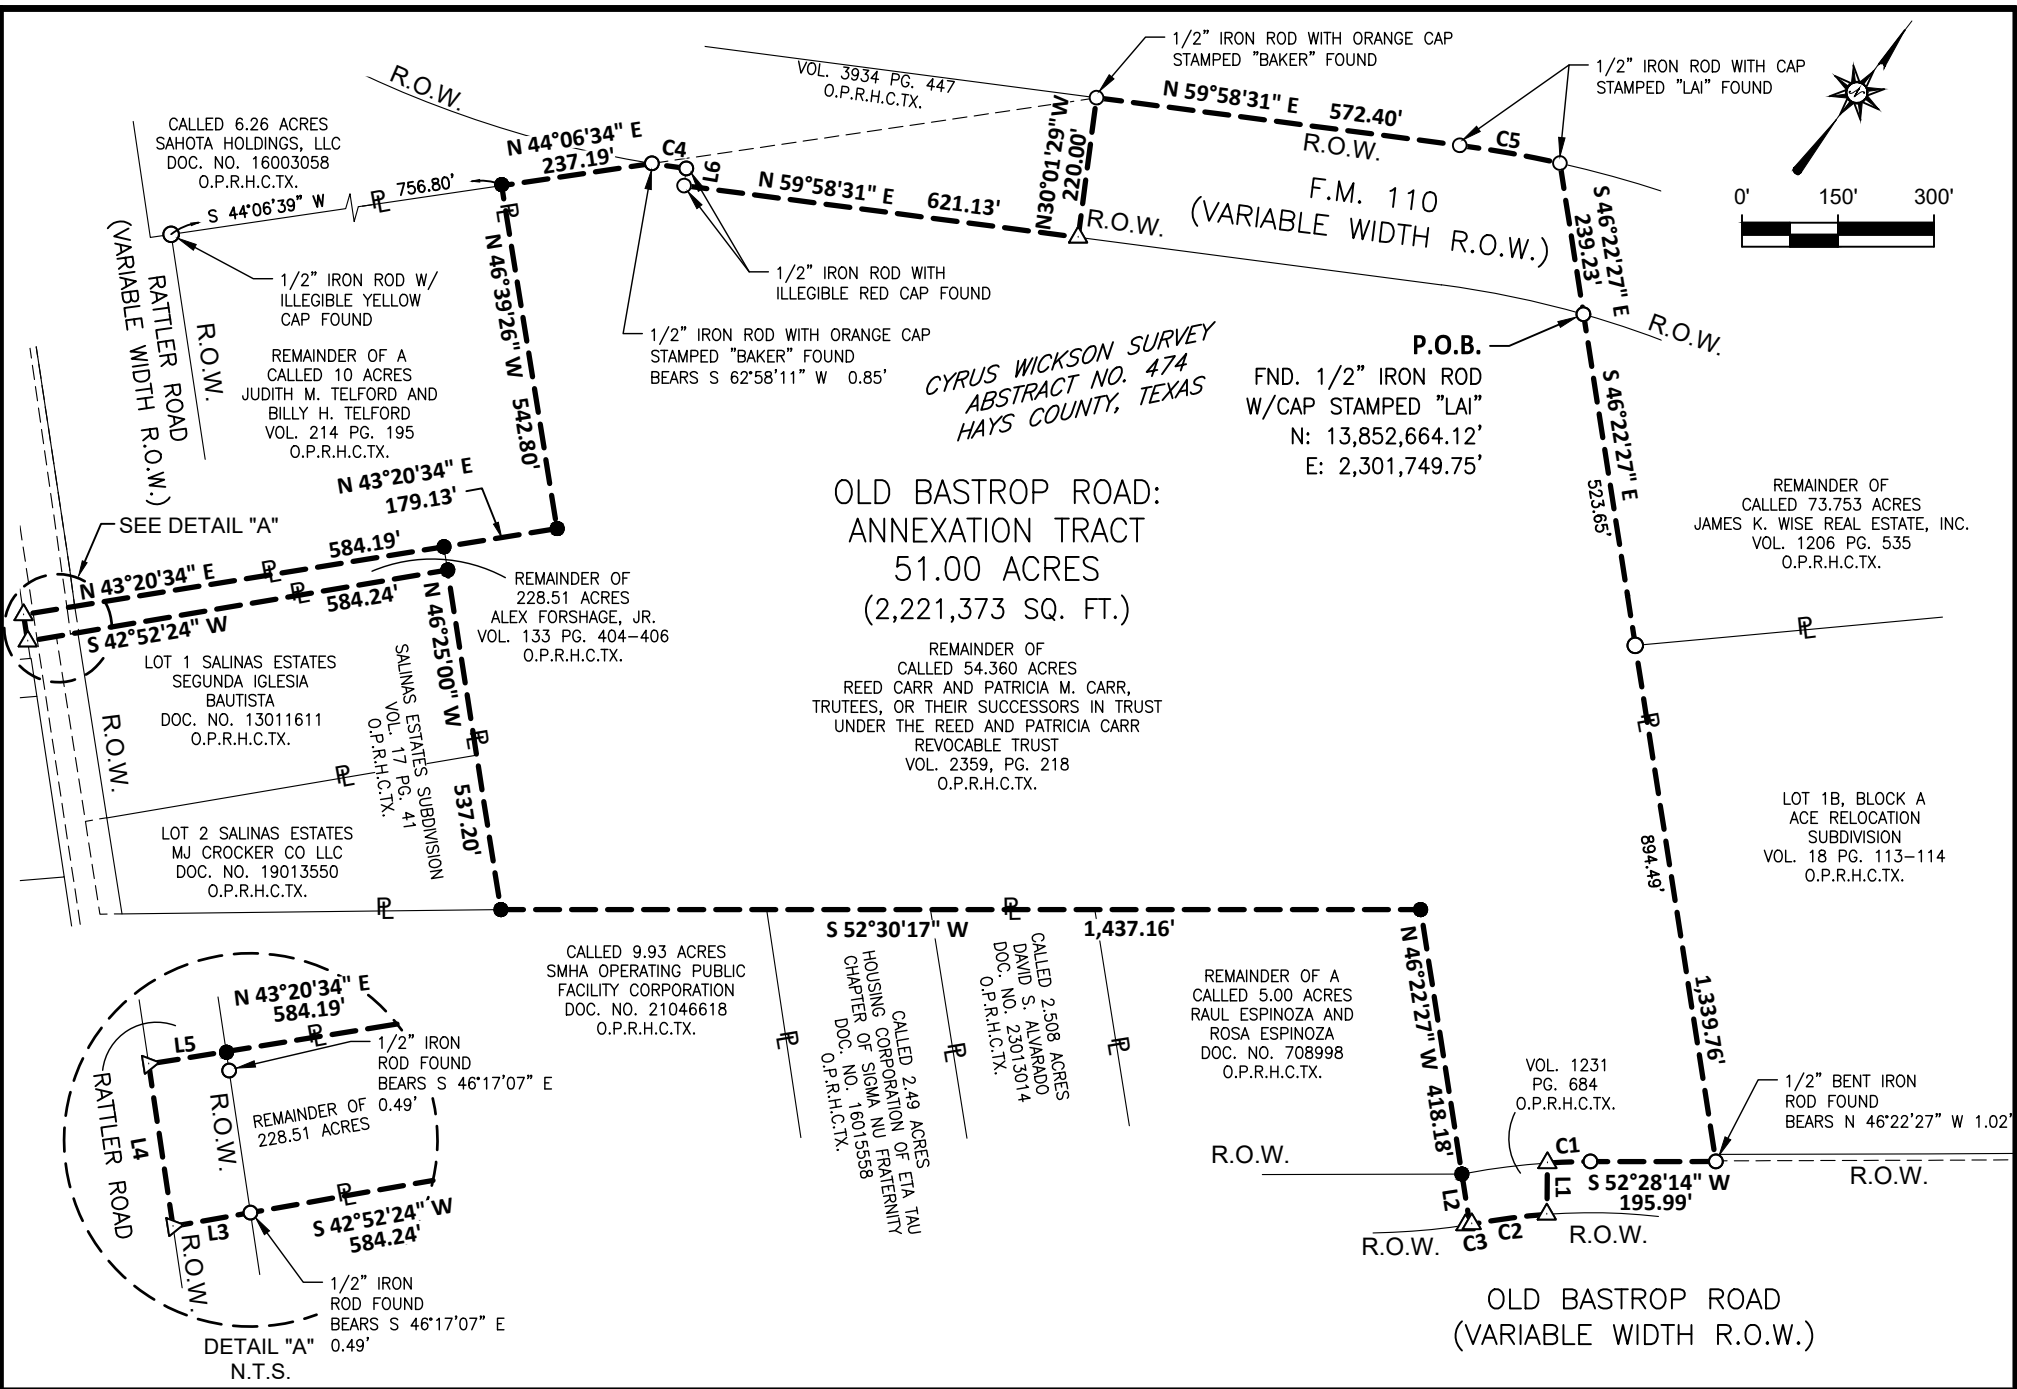 1/2" IRON ROD WITH ORANGE CAP
STAMPED "BAKER" FOUND
1/2" IRON ROD WITH CAP
STAMPED "LAI" FOUND
N
0' 150' 300'
R.O.W.
VOL. 3934 PG. 447
O.P.R.H.C.TX.
N 59°58'31" E 572.40'
R.O.W.
C5
F.M. 110
(VARIABLE WIDTH R.O.W.)
CALLED 6.26 ACRES
SAHOTA HOLDINGS, LLC
DOC. NO. 16003058
O.P.R.H.C.TX.
S 44°06'39" W 756.80'
PL
N 44°06'34" E
237.19'
C4
L6
N 59°58'31" E 621.13'
N30°01'29"W
220.00'
R.O.W.
S 46°22'27" E
239.23'
R.O.W.
RATTLER ROAD
(VARIABLE WIDTH R.O.W.)
R.O.W.
1/2" IRON ROD W/
ILLEGIBLE YELLOW
CAP FOUND
PL
N 46°39'26" W 542.80'
1/2" IRON ROD WITH
ILLEGIBLE RED CAP FOUND
1/2" IRON ROD WITH ORANGE CAP
STAMPED "BAKER" FOUND
BEARS S 62°58'11" W 0.85'
CYRUS WICKSON SURVEY
ABSTRACT NO. 474
HAYS COUNTY, TEXAS
P.O.B.
FND. 1/2" IRON ROD
W/CAP STAMPED "LAI"
N: 13,852,664.12'
E: 2,301,749.75'
S 46°22'27" E
523.65'
REMAINDER OF A
CALLED 10 ACRES
JUDITH M. TELFORD AND
BILLY H. TELFORD
VOL. 214 PG. 195
O.P.R.H.C.TX.
N 43°20'34" E
179.13'
SEE DETAIL "A"
584.19'
PL
N 43°20'34" E
PL
584.24'
S 42°52'24" W
REMAINDER OF
228.51 ACRES
ALEX FORSHAGE, JR.
VOL. 133 PG. 404-406
O.P.R.H.C.TX.
OLD BASTROP ROAD:
ANNEXATION TRACT
51.00 ACRES
(2,221,373 SQ. FT.)
REMAINDER OF
CALLED 54.360 ACRES
REED CARR AND PATRICIA M. CARR,
TRUTEES, OR THEIR SUCCESSORS IN TRUST
UNDER THE REED AND PATRICIA CARR
REVOCABLE TRUST
VOL. 2359, PG. 218
O.P.R.H.C.TX.
REMAINDER OF
CALLED 73.753 ACRES
JAMES K. WISE REAL ESTATE, INC.
VOL. 1206 PG. 535
O.P.R.H.C.TX.
PL
PL
LOT 1 SALINAS ESTATES
SEGUNDA IGLESIA
BAUTISTA
DOC. NO. 13011611
O.P.R.H.C.TX.
R.O.W.
PL
SALINAS ESTATES SUBDIVISION
VOL. 17 PG. 41
O.P.R.H.C.TX.
N 46°25'00" W
PL
537.20'
LOT 2 SALINAS ESTATES
MJ CROCKER CO LLC
DOC. NO. 19013550
O.P.R.H.C.TX.
PL
LOT 1B, BLOCK A
ACE RELOCATION
SUBDIVISION
VOL. 18 PG. 113-114
O.P.R.H.C.TX.
894.49'
1,339.76'
PL
S 52°30'17" W 1,437.16'
CALLED 9.93 ACRES
SMHA OPERATING PUBLIC
FACILITY CORPORATION
DOC. NO. 21046618
O.P.R.H.C.TX.
PL
CALLED 2.49 ACRES
HOUSING CORPORATION OF ETA TAU
CHAPTER OF SIGMA NU FRATERNITY
DOC. NO. 16015558
O.P.R.H.C.TX.
PL
CALLED 2.508 ACRES
DAVID S. ALVARADO
DOC. NO. 23013014
O.P.R.H.C.TX.
PL
REMAINDER OF A
CALLED 5.00 ACRES
RAUL ESPINOZA AND
ROSA ESPINOZA
DOC. NO. 708998
O.P.R.H.C.TX.
N 46°22'27" W 418.18'
VOL. 1231
PG. 684
O.P.R.H.C.TX.
1/2" BENT IRON
ROD FOUND
BEARS N 46°22'27" W 1.02'
R.O.W.
C1
S 52°28'14" W
195.99'
R.O.W.
L1
L2
C2
C3
R.O.W.
R.O.W.
OLD BASTROP ROAD
(VARIABLE WIDTH R.O.W.)
N 43°20'34" E
584.19'
PL
L5
1/2" IRON
ROD FOUND
BEARS S 46°17'07" E
0.49'
RATTLER ROAD
R.O.W.
REMAINDER OF
228.51 ACRES
L4
PL
S 42°52'24" W
584.24'
L3
R.O.W.
1/2" IRON
ROD FOUND
BEARS S 46°17'07" E
0.49'
DETAIL "A"
N.T.S.